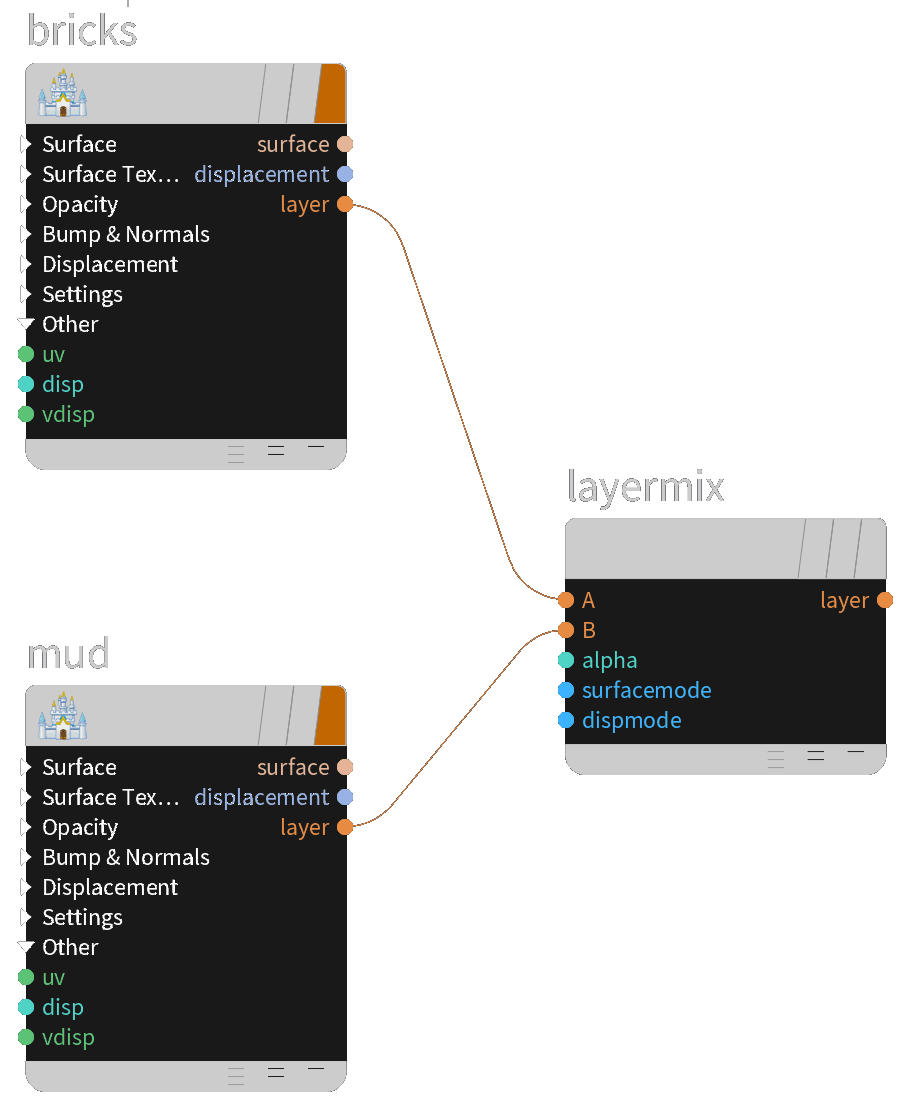 bricks
Surface surface
Surface Tex... displacement
Opacity layer
Bump & Normals
Displacement
Settings
Other
uv
disp
vdisp
layermix
A layer
B
alpha
surfacemode
dispmode
mud
Surface surface
Surface Tex... displacement
Opacity layer
Bump & Normals
Displacement
Settings
Other
uv
disp
vdisp